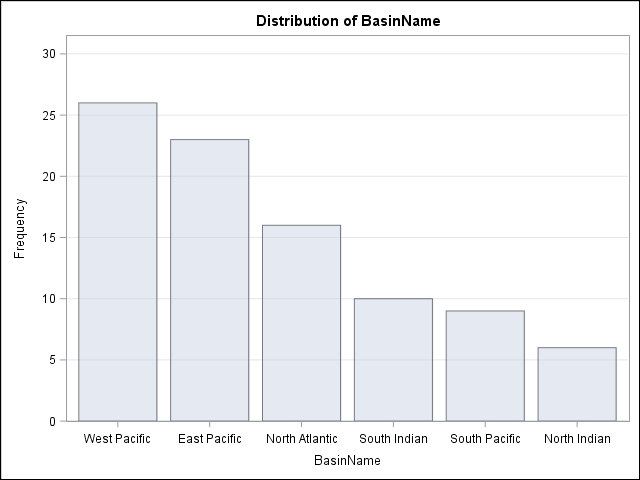 Distribution of BasinName
30
25
20
15
10
5
0
Frequency
West Pacific East Pacific North Atlantic South Indian South Pacific North Indian
BasinName